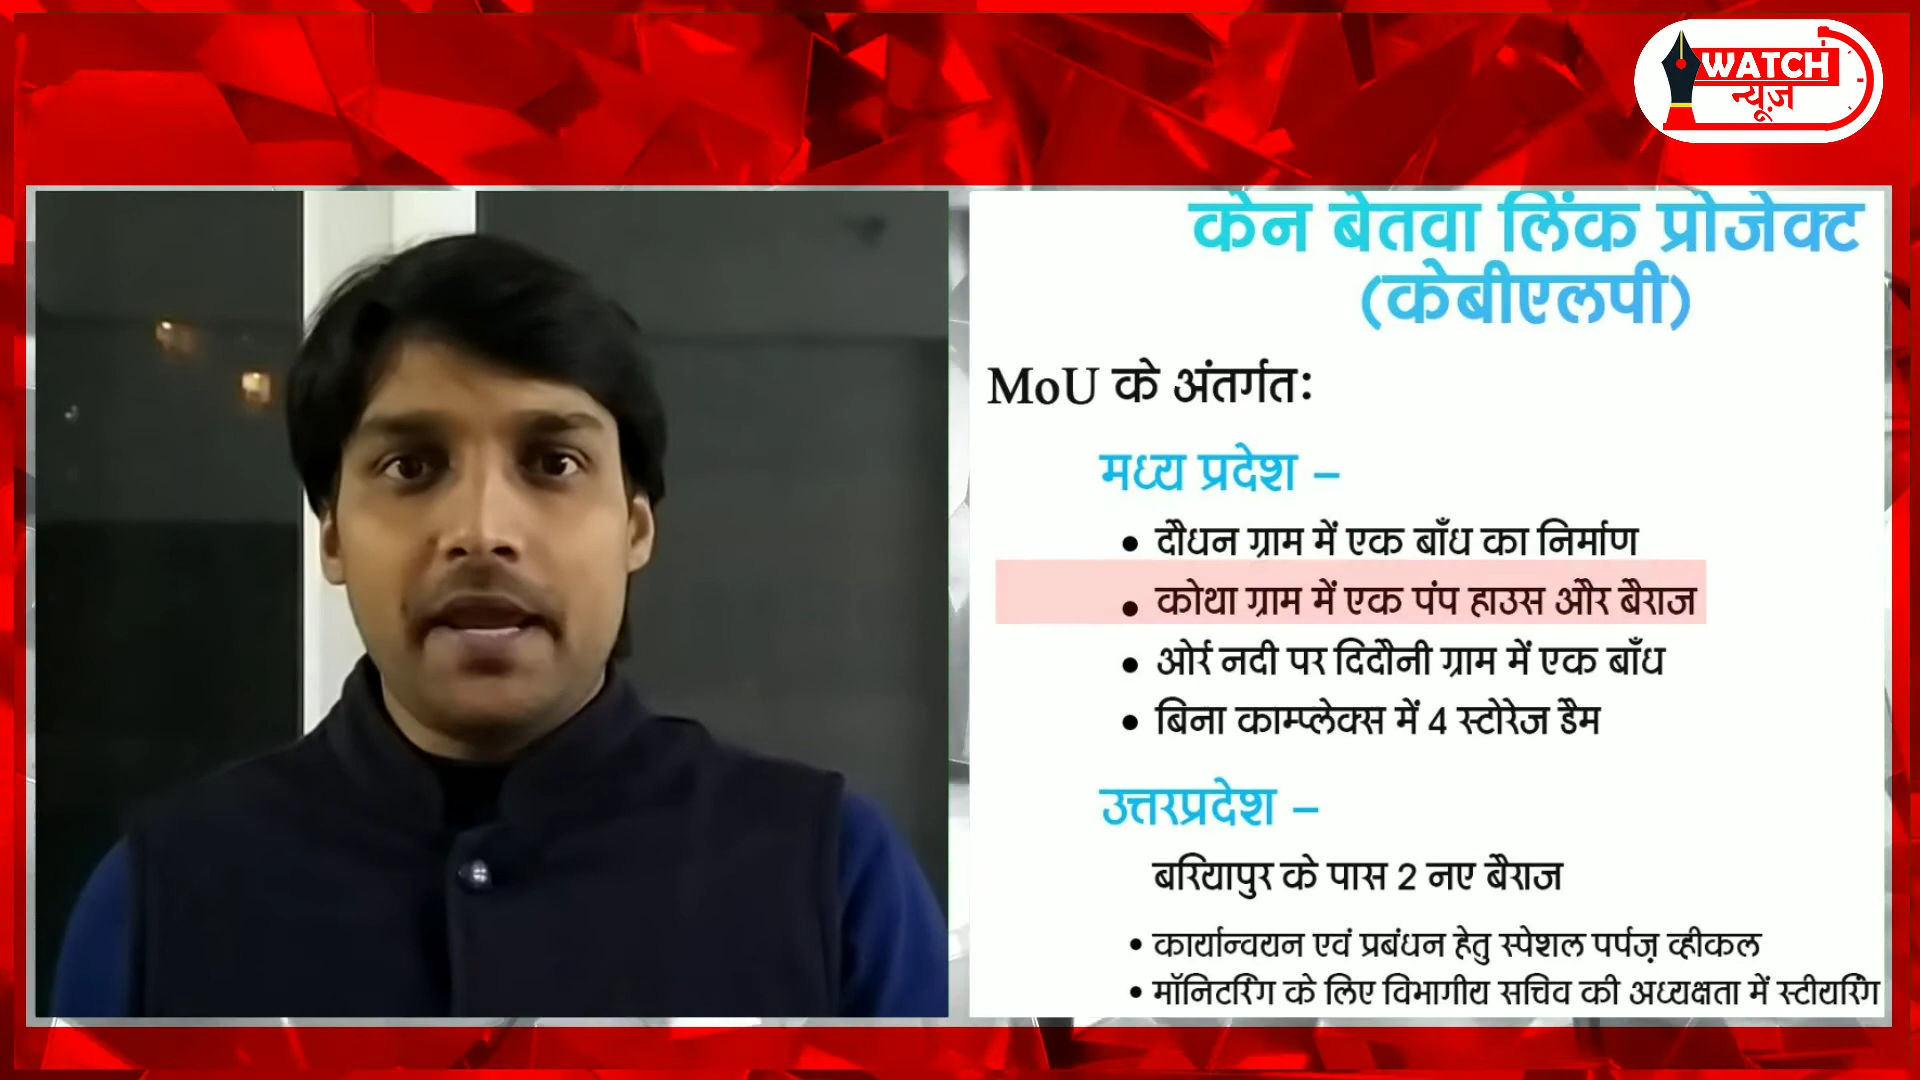 WATCH
न्यूज़
केन बेतवा लिंक प्रोजेक्ट
(केबीएलपी)
MoU के अंतर्गत:
मध्य प्रदेश –
• दौधन ग्राम में एक बाँध का निर्माण
• कोथा ग्राम में एक पंप हाउस और बैराज
• ओर्र नदी पर दिदौनी ग्राम में एक बाँध
• बिना काम्प्लेक्स में 4 स्टोरेज डैम
उत्तरप्रदेश –
बरियापुर के पास 2 नए बैराज
• कार्यान्वयन एवं प्रबंधन हेतु स्पेशल पर्पज़ व्हीकल
• मॉनिटरिंग के लिए विभागीय सचिव की अध्यक्षता में स्टीयरिंग